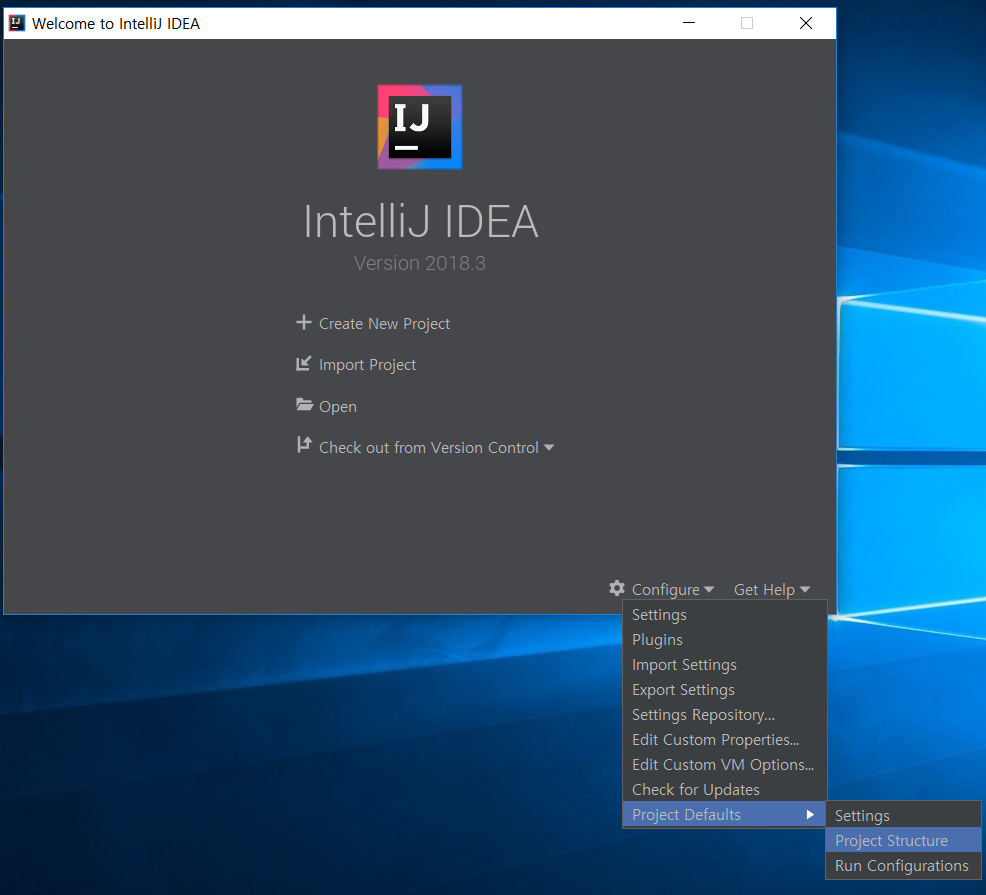 Welcome to IntelliJ IDEA
IJ
IntelliJ IDEA
Version 2018.3
Create New Project
Import Project
Open
Check out from Version Control
Configure
Get Help
Settings
Plugins
Import Settings
Export Settings
Settings Repository...
Edit Custom Properties...
Edit Custom VM Options...
Check for Updates
Project Defaults
Settings
Project Structure
Run Configurations